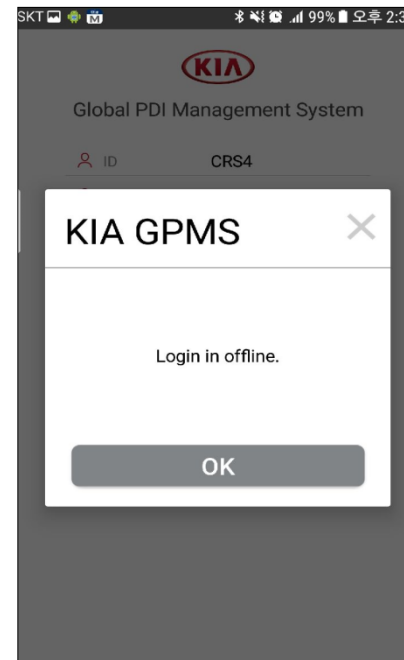 SKT 99% 오후 2:3
KIA
Global PDI Management System
ID CRS4
KIA GPMS
Login in offline.
OK